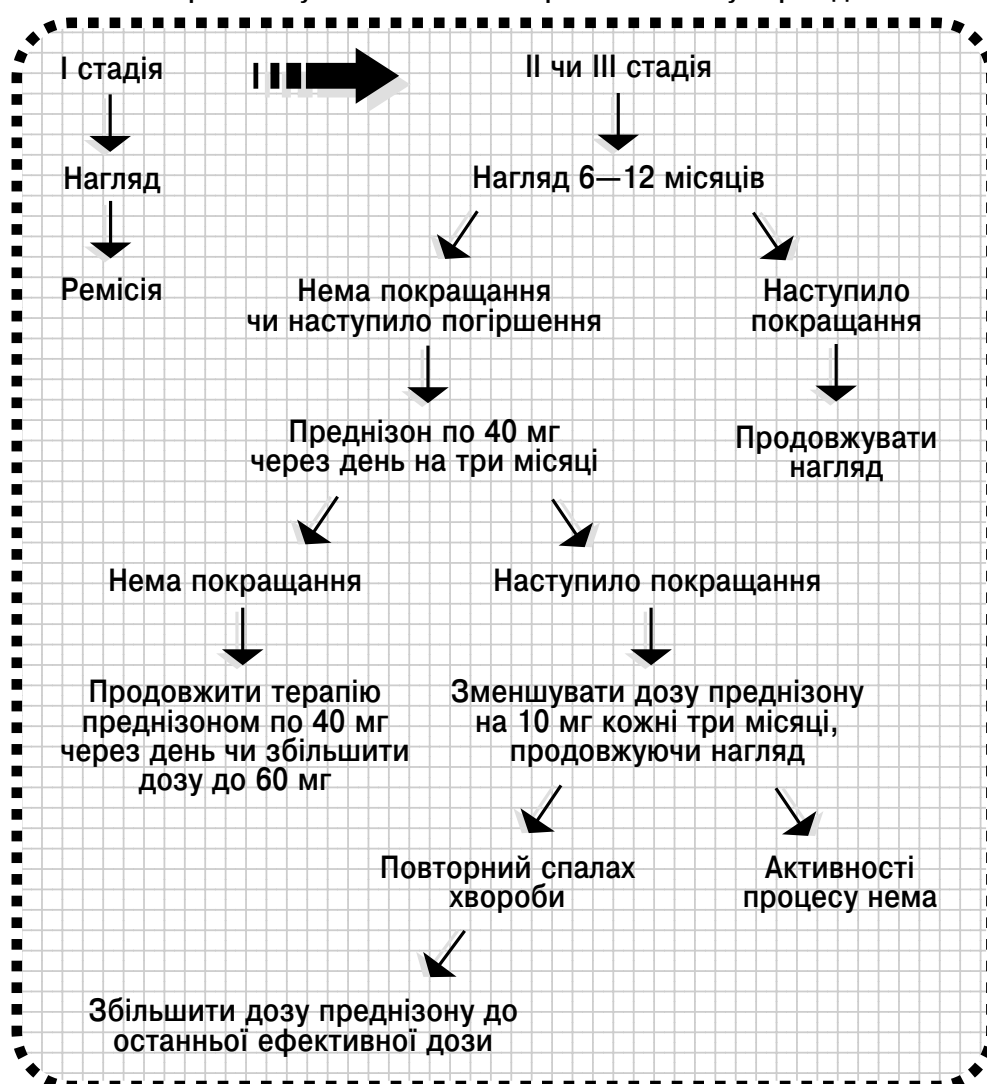 І стадія
ІІ чи ІІІ стадія
Нагляд
Нагляд 6—12 місяців
Ремісія
Нема покращання
чи наступило погіршення
Наступило
покращання
Преднізон по 40 мг
через день на три місяці
Продовжувати
нагляд
Нема покращання
Наступило покращання
Продовжити терапію
преднізоном по 40 мг
через день чи збільшити
дозу до 60 мг
Зменшувати дозу преднізону
на 10 мг кожні три місяці,
продовжуючи нагляд
Повторний спалах
хвороби
Активності
процесу нема
Збільшити дозу преднізону до
останньої ефективної дози